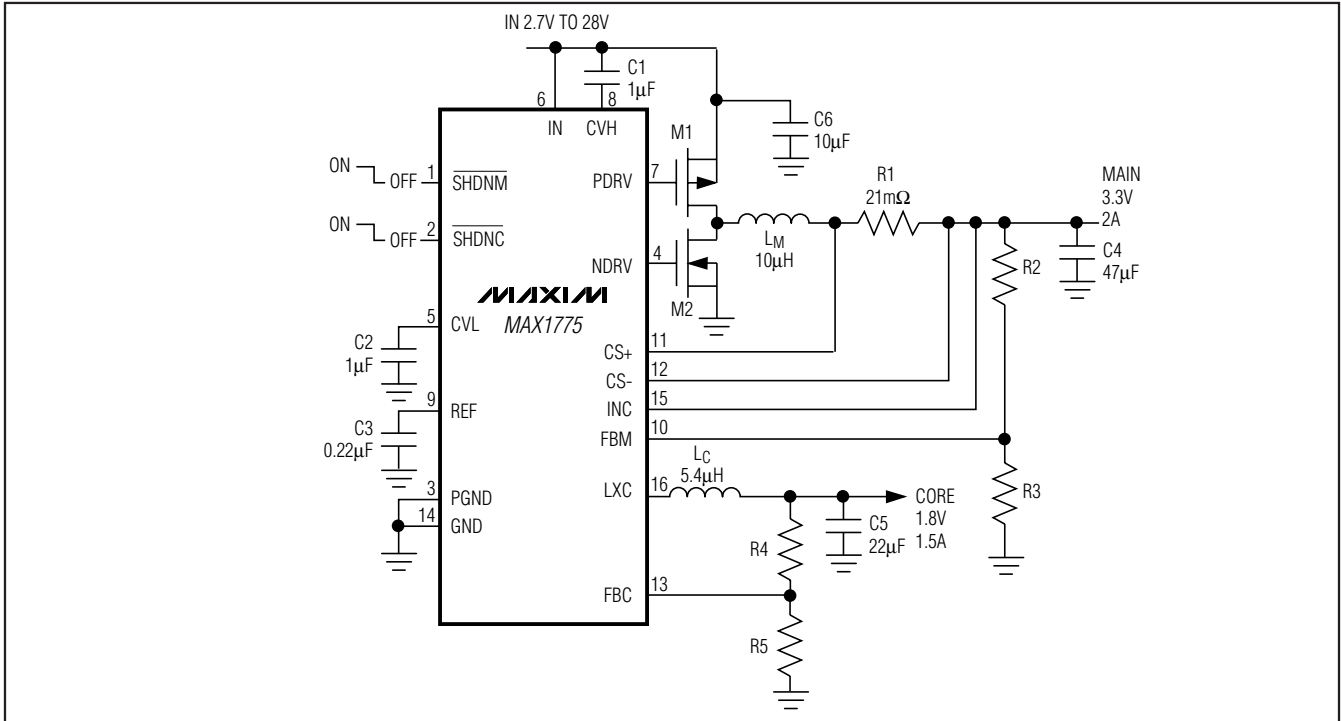 IN 2.7V TO 28V
C1
1µF
6
8
IN
CVH
C6
10µF
M1
ON
OFF
1
SHDNM
PDRV
7
R1
21mΩ
MAIN
3.3V
2A
ON
OFF
2
SHDNC
LM
10µH
C4
47µF
NDRV
4
R2
MAXIM
MAX1775
M2
5
CVL
C2
1µF
CS+
11
CS-
12
9
REF
INC
15
C3
0.22µF
FBM
10
LC
5.4µH
LXC
16
3
PGND
14
GND
CORE
1.8V
1.5A
R3
C5
22µF
R4
FBC
13
R5